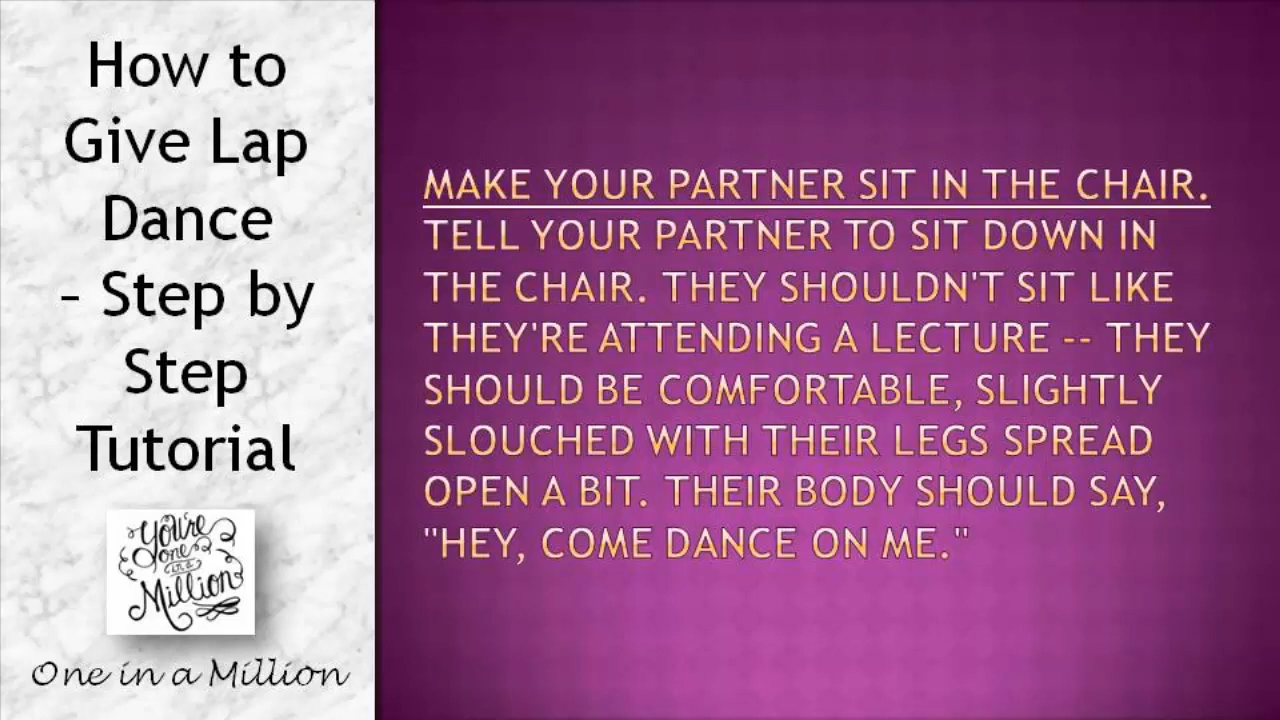 How to
Give Lap
Dance
- Step by
Step
Tutorial
You're
one
in a
Million
One in a Million
MAKE YOUR PARTNER SIT IN THE CHAIR.
TELL YOUR PARTNER TO SIT DOWN IN
THE CHAIR. THEY SHOULDN'T SIT LIKE
THEY'RE ATTENDING A LECTURE -- THEY
SHOULD BE COMFORTABLE, SLIGHTLY
SLOUCHED WITH THEIR LEGS SPREAD
OPEN A BIT. THEIR BODY SHOULD SAY,
"HEY, COME DANCE ON ME."